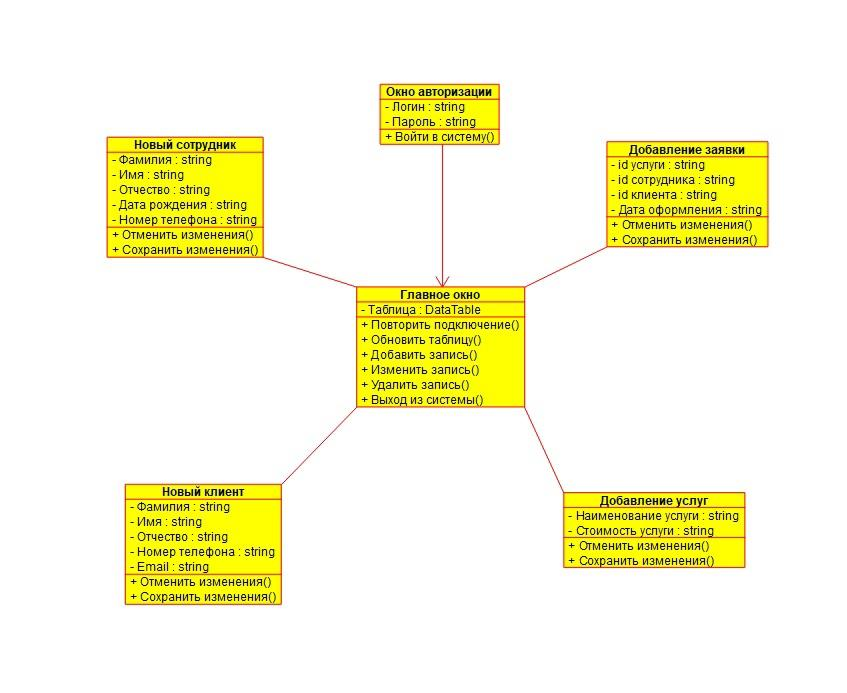 Окно авторизации
- Логин : string
- Пароль : string
+ Войти в систему()
Новый сотрудник
- Фамилия : string
- Имя : string
- Отчество : string
- Дата рождения : string
- Номер телефона : string
+ Отменить изменения()
+ Сохранить изменения()
Добавление заявки
- id услуги : string
- id сотрудника : string
- id клиента : string
- Дата оформления : string
+ Отменить изменения()
+ Сохранить изменения()
Главное окно
- Таблица : DataTable
+ Повторить подключение()
+ Обновить таблицу()
+ Добавить запись()
+ Изменить запись()
+ Удалить запись()
+ Выход из системы()
Новый клиент
- Фамилия : string
- Имя : string
- Отчество : string
- Номер телефона : string
- Email : string
+ Отменить изменения()
+ Сохранить изменения()
Добавление услуг
- Наименование услуги : string
- Стоимость услуги : string
+ Отменить изменения()
+ Сохранить изменения()